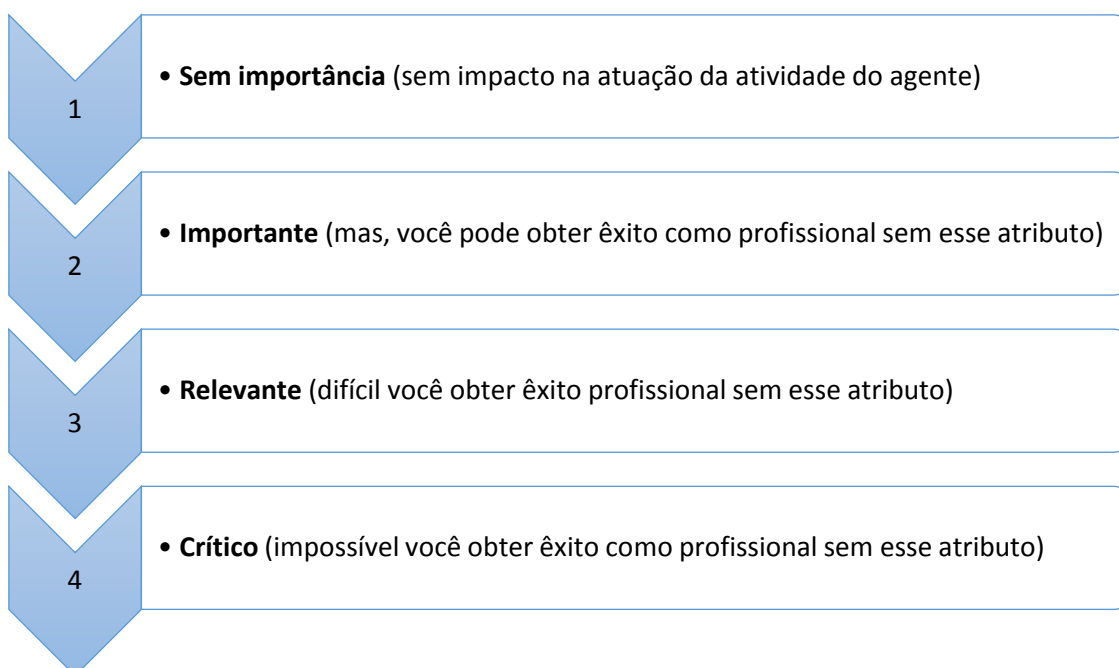 1
• Sem importância (sem impacto na atuação da atividade do agente)
2
• Importante (mas, você pode obter êxito como profissional sem esse atributo)
3
• Relevante (difícil você obter êxito profissional sem esse atributo)
4
• Crítico (impossível você obter êxito como profissional sem esse atributo)